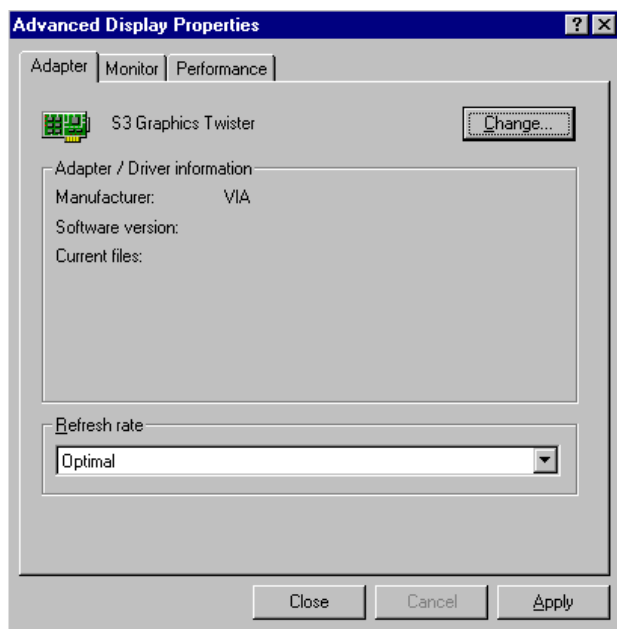 Advanced Display Properties
Adapter Monitor Performance
S3 Graphics Twister Change...
Adapter / Driver information
Manufacturer: VIA
Software version:
Current files:
Refresh rate
Optimal
Close Cancel Apply